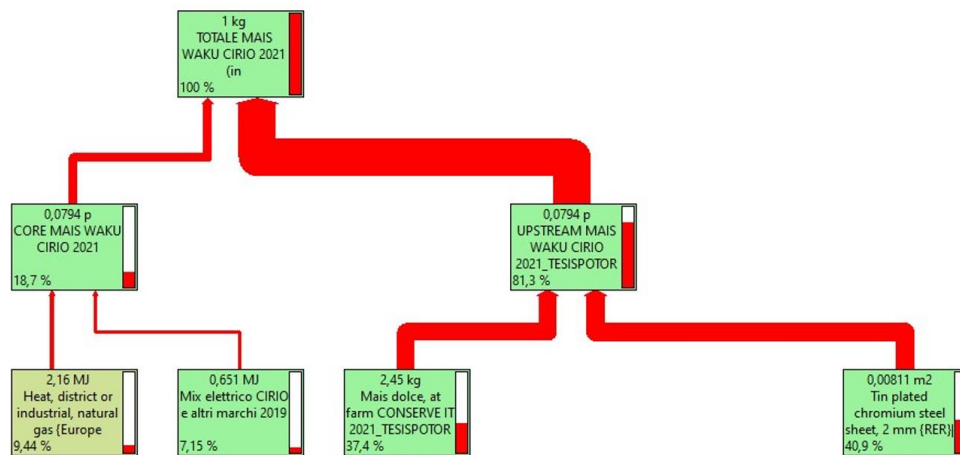 1 kg
TOTALE MAIS
WAKU CIRIO 2021
(in
100 %
0,0794 p
CORE MAIS WAKU
CIRIO 2021
18,7 %
0,0794 p
UPSTREAM MAIS
WAKU CIRIO
2021_TESISPOTOR
81,3 %
2,16 MJ
Heat, district or
industrial, natural
gas {Europe
9,44 %
0,651 MJ
Mix elettrico CIRIO
e altri marchi 2019
7,15 %
2,45 kg
Mais dolce, at
farm CONSERVE IT
2021_TESISPOTOR
37,4 %
0,00811 m2
Tin plated
chromium steel
sheet, 2 mm {RER}|
40,9 %